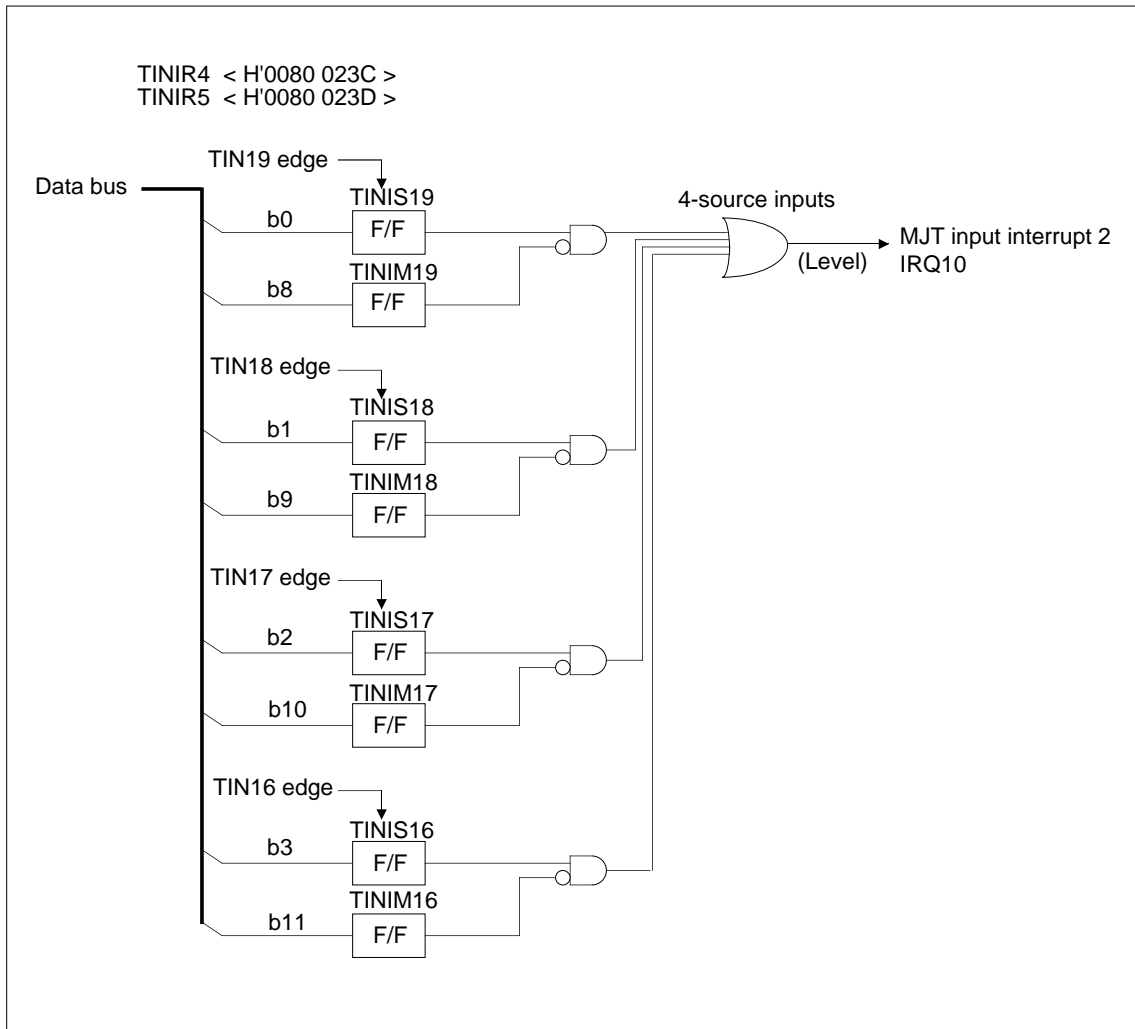 TINIR4 < H'0080 023C >
TINIR5 < H'0080 023D >
TIN19 edge
Data bus
TINIS19
4-source inputs
b0
F/F
MJT input interrupt 2
(Level)
IRQ10
TINIM19
b8
F/F
TIN18 edge
TINIS18
b1
F/F
TINIM18
b9
F/F
TIN17 edge
TINIS17
b2
F/F
TINIM17
b10
F/F
TIN16 edge
TINIS16
b3
F/F
TINIM16
b11
F/F